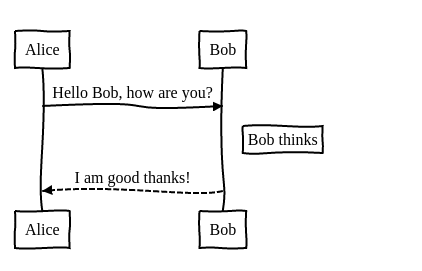 Alice
Bob
Hello Bob, how are you?
Bob thinks
I am good thanks!
Alice
Bob